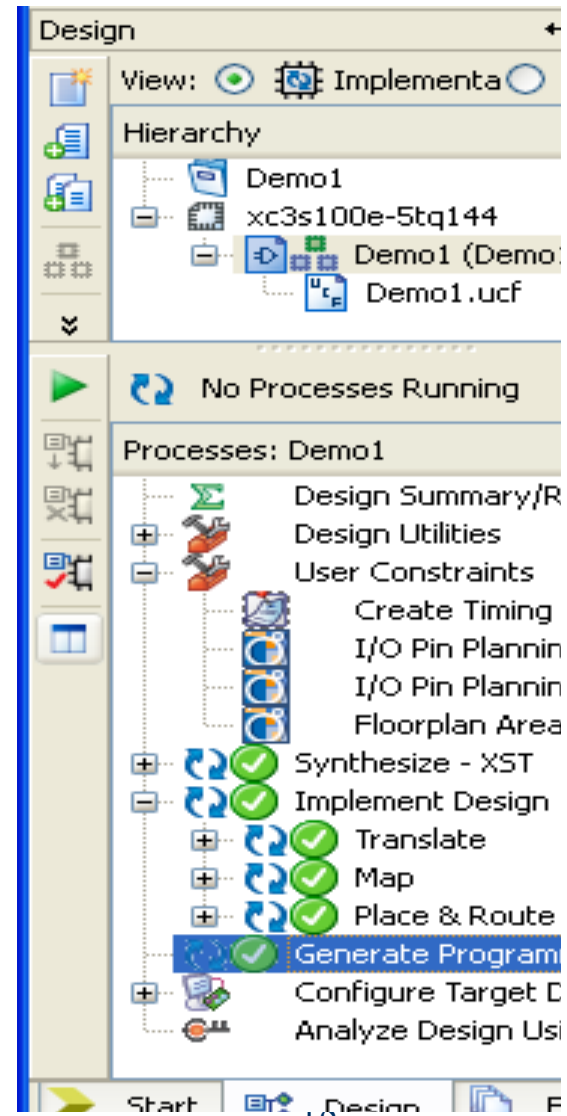 Design
View: Implementa
Hierarchy
Demo1
xc3s100e-5tq144
Demo1 (Demo1
Demo1.ucf
No Processes Running
Processes: Demo1
Design Summary/R
Design Utilities
User Constraints
Create Timing
I/O Pin Plannin
I/O Pin Plannin
Floorplan Area
Synthesize - XST
Implement Design
Translate
Map
Place & Route
Generate Programm
Configure Target D
Analyze Design Usi
Start Design